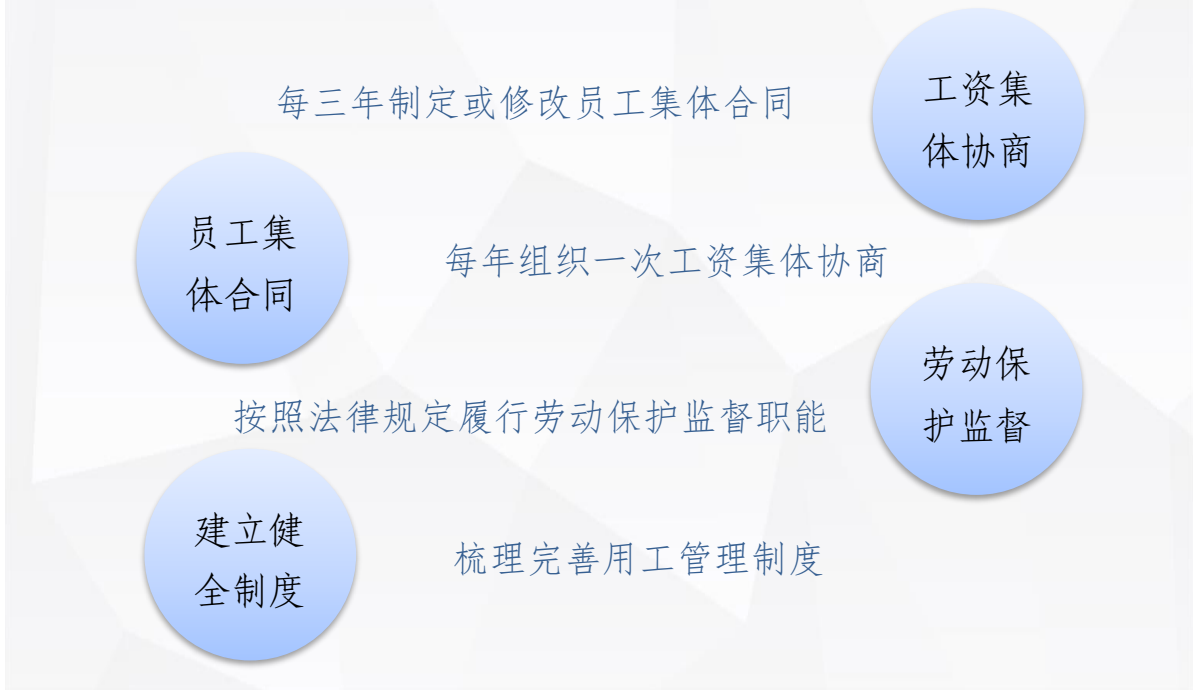 每三年制定或修改员工集体合同
工资集
体协商
员工集
体合同
每年组织一次工资集体协商
劳动保
护监督
按照法律规定履行劳动保护监督职能
建立健
全制度
梳理完善用工管理制度